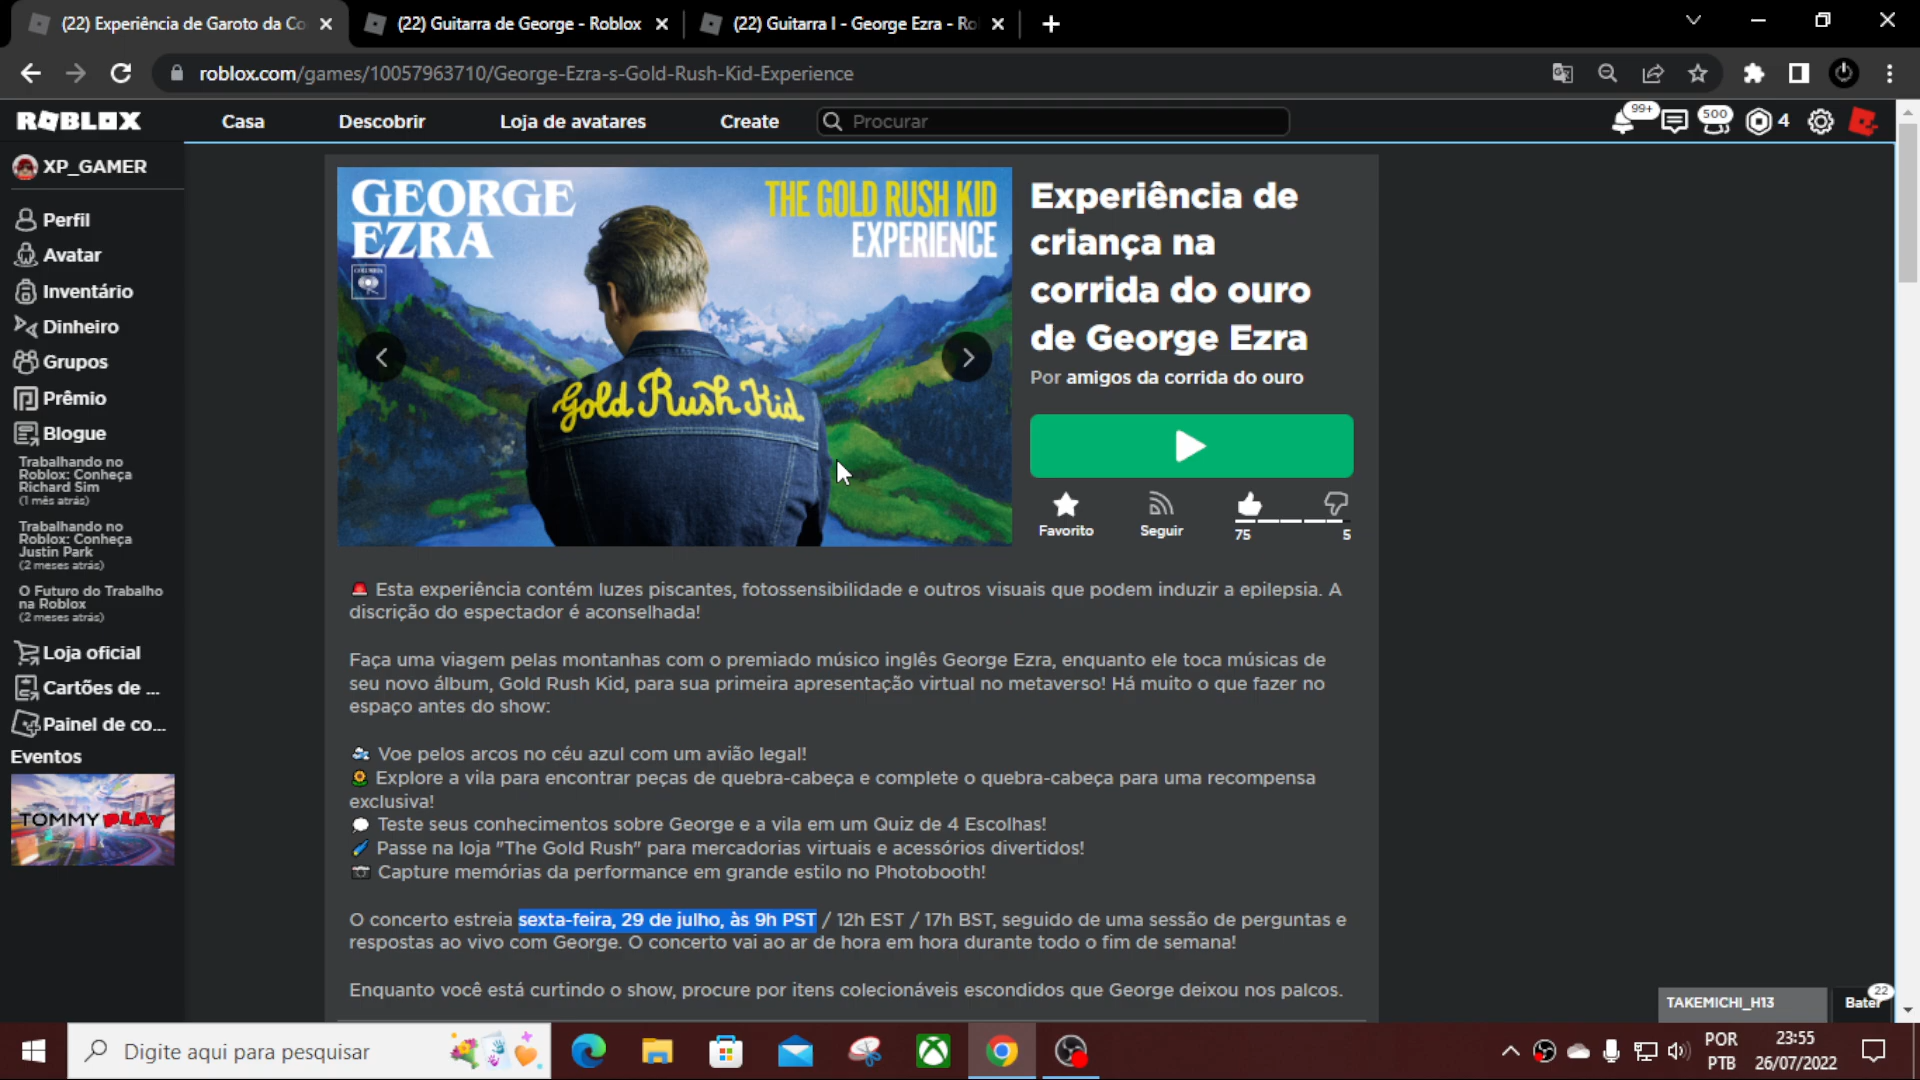 (22) Experiência de Garoto da Co
(22) Guitarra de George - Roblox
(22) Guitarra I - George Ezra - Ro
roblox.com/games/10057963710/George-Ezra-s-Gold-Rush-Kid-Experience
ROBLOX
Casa
Descobrir
Loja de avatares
Create
Procurar
99+
500
4
XP_GAMER
Perfil
Avatar
Inventário
Dinheiro
Grupos
Prêmio
Blogue
Trabalhando no
Roblox: Conheça
Richard Sim
(1 mês atrás)
Trabalhando no
Roblox: Conheça
Justin Park
(2 meses atrás)
O Futuro do Trabalho
na Roblox
(2 meses atrás)
Loja oficial
Cartões de ...
Painel de co...
Eventos
TOMMY PLAY
GEORGE
EZRA
COLUMBIA
THE GOLD RUSH KID
EXPERIENCE
Gold Rush Kid
Experiência de
criança na
corrida do ouro
de George Ezra
Por amigos da corrida do ouro
Favorito
Seguir
75
5
Esta experiência contém luzes piscantes, fotossensibilidade e outros visuais que podem induzir a epilepsia. A
discrição do espectador é aconselhada!
Faça uma viagem pelas montanhas com o premiado músico inglês George Ezra, enquanto ele toca músicas de
seu novo álbum, Gold Rush Kid, para sua primeira apresentação virtual no metaverso! Há muito o que fazer no
espaço antes do show:
Voe pelos arcos no céu azul com um avião legal!
Explore a vila para encontrar peças de quebra-cabeça e complete o quebra-cabeça para uma recompensa
exclusiva!
Teste seus conhecimentos sobre George e a vila em um Quiz de 4 Escolhas!
Passe na loja "The Gold Rush" para mercadorias virtuais e acessórios divertidos!
Capture memórias da performance em grande estilo no Photobooth!
O concerto estreia sexta-feira, 29 de julho, às 9h PST / 12h EST / 17h BST, seguido de uma sessão de perguntas e
respostas ao vivo com George. O concerto vai ao ar de hora em hora durante todo o fim de semana!
Enquanto você está curtindo o show, procure por itens colecionáveis escondidos que George deixou nos palcos.
TAKEMICHI_H13
Bater
22
Digite aqui para pesquisar
POR
PTB
23:55
26/07/2022